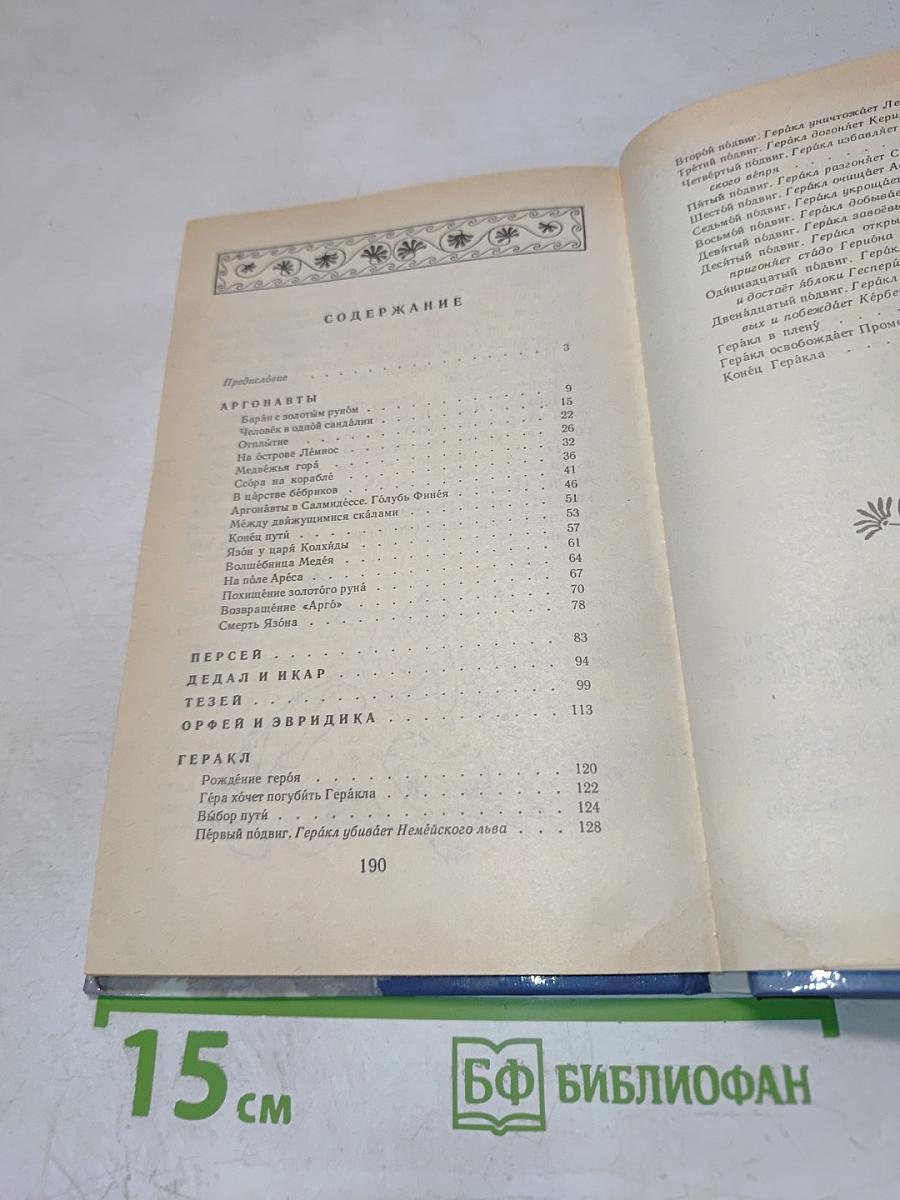 СОДЕРЖАНИЕ
Предисло́вие . . . . . . . . . . . 3
АРГОНАВТЫ
Бара́н с золоты́м руно́м . . . . . . . . . . . 9
Челове́к в одно́й санда́лии . . . . . . . . . . . 15
Отплы́тие . . . . . . . . . . . 22
На о́строве Ле́мнос . . . . . . . . . . . 26
Медве́жья гора́ . . . . . . . . . . . 32
Ссо́ра на корабле́ . . . . . . . . . . . 36
В ца́рстве бе́бриков . . . . . . . . . . . 41
Аргона́вты в Салмиде́ссе. Го́лубь Фине́я . . . . . . 46
Ме́жду дви́жущимися ска́лами . . . . . . . . . . . 51
Коне́ц пути́ . . . . . . . . . . . 53
Язо́н у царя́ Колхи́ды . . . . . . . . . . . 57
Волше́бница Меде́я . . . . . . . . . . . 61
На по́ле Аре́са . . . . . . . . . . . 64
Похище́ние золото́го руна́ . . . . . . . . . . . 67
Возвраще́ние «Арго́» . . . . . . . . . . . 70
Смерть Язо́на . . . . . . . . . . . 78
ПЕРСЕЙ . . . . . . . . . . . 83
ДЕДАЛ И ИКАР . . . . . . . . . . . 94
ТЕЗЕЙ . . . . . . . . . . . 99
ОРФЕЙ И ЭВРИДИКА . . . . . . . . . 113
ГЕРАКЛ
Рожде́ние геро́я . . . . . . . . . . . 120
Ге́ра хо́чет погуби́ть Гера́кла . . . . . . . . . 122
Вы́бор пути́ . . . . . . . . . . . 124
Пе́рвый по́двиг. Гера́кл убива́ет Неме́йского льва . . . 128
190
Второ́й по́двиг. Гера́кл уничтожа́ет
Тре́тий по́двиг. Гера́кл догоня́ет
Четвёртый по́двиг. Гера́кл избавля́ет
ского ве́пря . . . . .
Пя́тый по́двиг. Гера́кл разгоня́ет
Шесто́й по́двиг. Гера́кл очища́ет
Седьмо́й по́двиг. Гера́кл укроща́ет
Восьмо́й по́двиг. Гера́кл добыва́е
Девя́тый по́двиг. Гера́кл завоёвы
Деся́тый по́двиг. Гера́кл откры
пригоня́ет ста́до Герио́на
Оди́ннадцатый по́двиг. Гера́к
и достаёт я́блоки Геспери́
Двена́дцатый по́двиг. Гера́кл
вых и побежда́ет Ке́рбе
Гера́кл в плену́ . . . .
Гера́кл освобожда́ет Проме
Коне́ц Гера́кла . . .
15 см
БФ БИБЛИОФАН